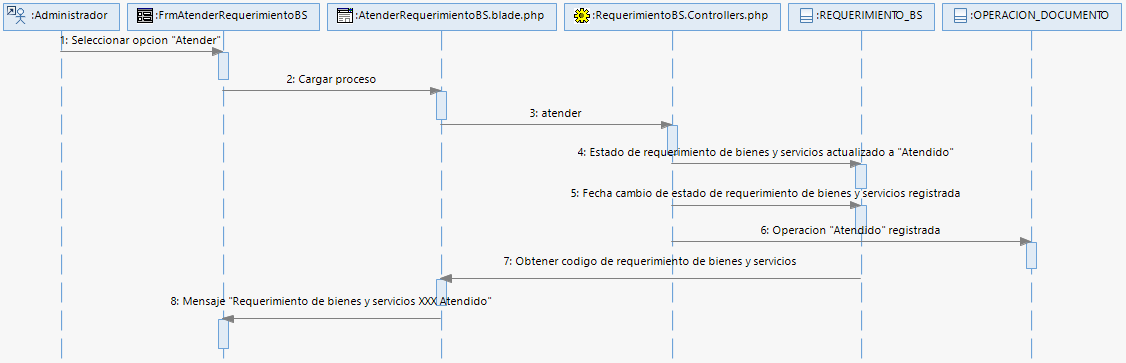 :Administrador
:FrmAtenderRequerimientoBS
:AtenderRequerimientoBS.blade.php
:RequerimientoBS.Controllers.php
:REQUERIMIENTO_BS
:OPERACION_DOCUMENTO
1: Seleccionar opcion "Atender"
2: Cargar proceso
3: atender
4: Estado de requerimiento de bienes y servicios actualizado a "Atendido"
5: Fecha cambio de estado de requerimiento de bienes y servicios registrada
6: Operacion "Atendido" registrada
7: Obtener codigo de requerimiento de bienes y servicios
8: Mensaje "Requerimiento de bienes y servicios XXX Atendido"